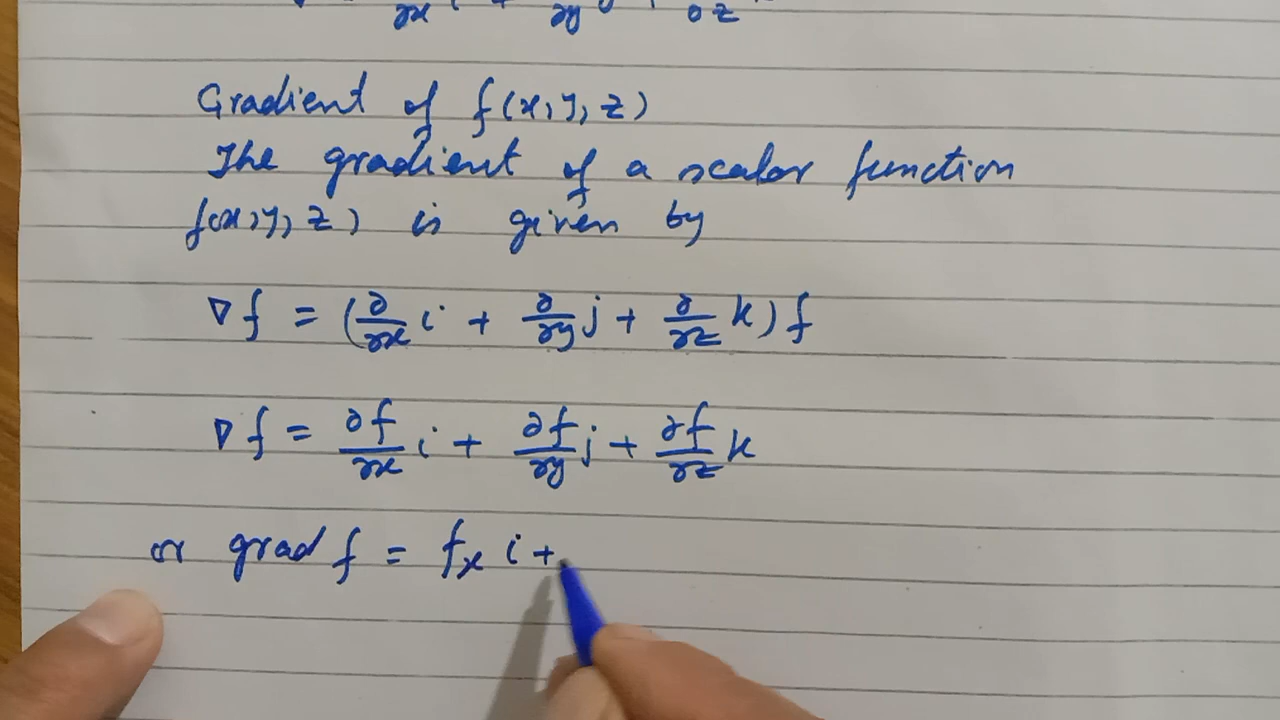 ∂x i + ∂y ∂z
Gradient of f(x, y, z)
The gradient of a scalar function
f(x, y, z) is given by
∇f = (∂/∂x i + ∂/∂y j + ∂/∂z k) f
∇f = ∂f/∂x i + ∂f/∂y j + ∂f/∂z k
or grad f = fx i +